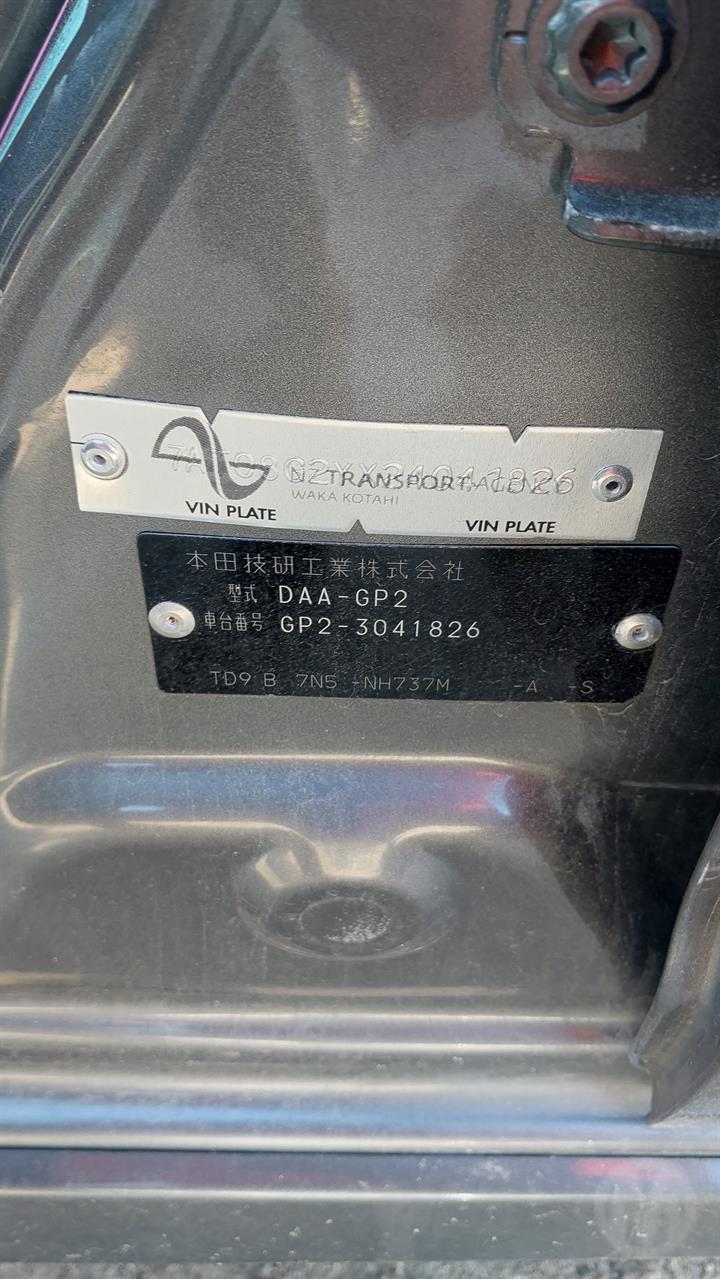 NZ TRANSPORT AGENCY
WAKA KOTAHI
VIN PLATE
VIN PLATE
本田技研工業株式会社
型式 DAA-GP2
車台番号 GP2-3041826
TD9 B 7N5 -NH737M -A -S